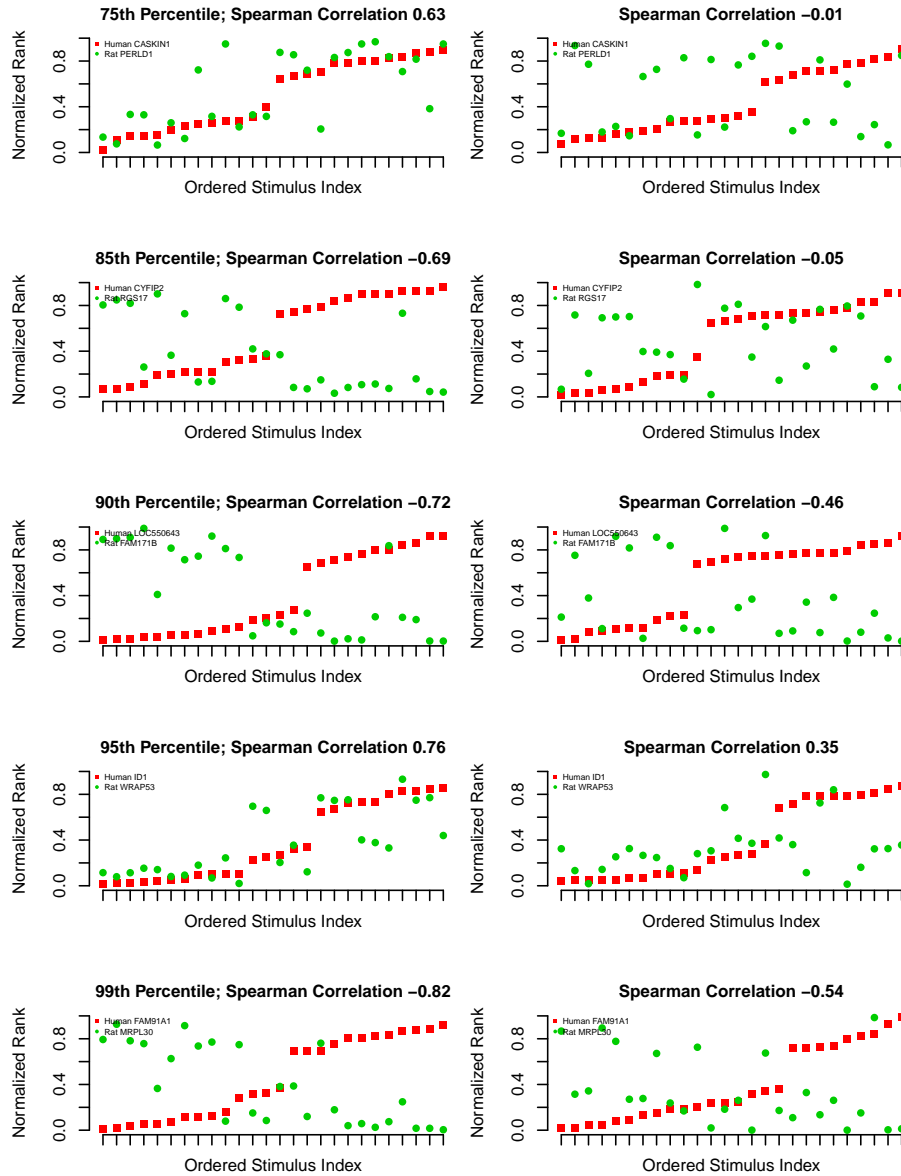 75th Percentile; Spearman Correlation 0.63
Normalized Rank
0.0 0.4 0.8
Human CASKIN1
Rat PERLD1
Ordered Stimulus Index
Spearman Correlation −0.01
Normalized Rank
0.0 0.4 0.8
Human CASKIN1
Rat PERLD1
Ordered Stimulus Index
85th Percentile; Spearman Correlation −0.69
Normalized Rank
0.0 0.4 0.8
Human CYFIP2
Rat RGS17
Ordered Stimulus Index
Spearman Correlation −0.05
Normalized Rank
0.0 0.4 0.8
Human CYFIP2
Rat RGS17
Ordered Stimulus Index
90th Percentile; Spearman Correlation −0.72
Normalized Rank
0.0 0.4 0.8
Human LOC550643
Rat FAM171B
Ordered Stimulus Index
Spearman Correlation −0.46
Normalized Rank
0.0 0.4 0.8
Human LOC550643
Rat FAM171B
Ordered Stimulus Index
95th Percentile; Spearman Correlation 0.76
Normalized Rank
0.0 0.4 0.8
Human ID1
Rat WRAP53
Ordered Stimulus Index
Spearman Correlation 0.35
Normalized Rank
0.0 0.4 0.8
Human ID1
Rat WRAP53
Ordered Stimulus Index
99th Percentile; Spearman Correlation −0.82
Normalized Rank
0.0 0.4 0.8
Human FAM91A1
Rat MRPL30
Ordered Stimulus Index
Spearman Correlation −0.54
Normalized Rank
0.0 0.4 0.8
Human FAM91A1
Rat MRPL30
Ordered Stimulus Index